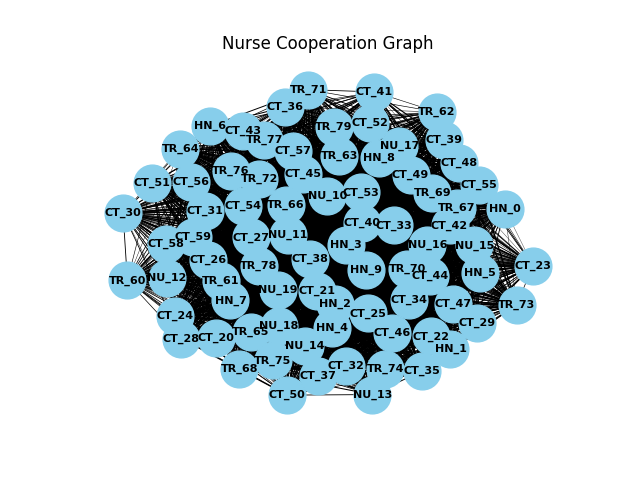 Nurse Cooperation Graph
TR_71
CT_41
CT_36
TR_62
HN_6
CT_43
TR_79
CT_52
TR_77
CT_39
NU_17
TR_64
CT_57
TR_63
HN_8
CT_48
TR_76
TR_72
CT_45
CT_49
CT_51
CT_56
CT_55
NU_10
CT_53
TR_69
CT_30
CT_31
CT_54
TR_66
TR_67
HN_0
CT_40
CT_33
CT_42
CT_58
CT_59
CT_27
NU_11
HN_3
NU_16
NU_15
CT_26
TR_78
CT_38
HN_9
TR_70
CT_44
HN_5
CT_23
TR_60
NU_12
TR_61
NU_19
CT_21
HN_7
HN_2
CT_34
CT_47
TR_73
CT_24
CT_25
CT_29
NU_18
HN_4
CT_28
CT_20
TR_65
CT_46
CT_22
NU_14
HN_1
TR_68
TR_75
CT_37
CT_32
TR_74
CT_35
CT_50
NU_13